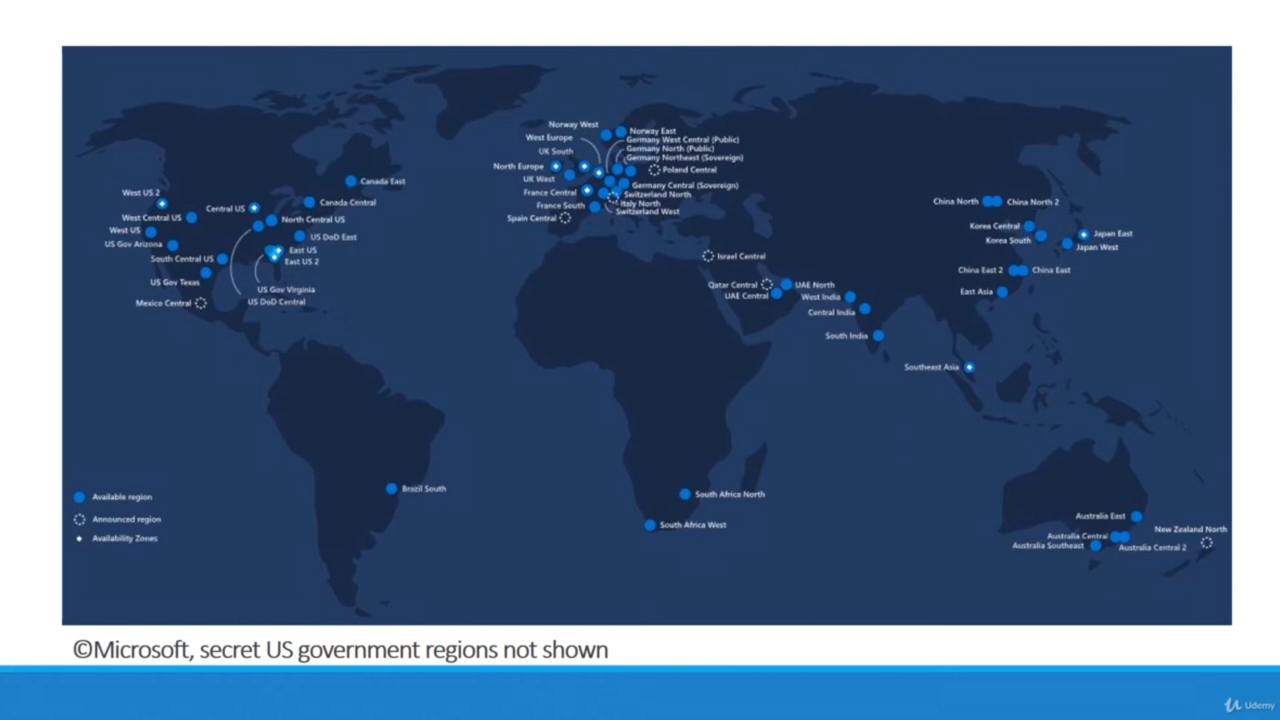 Norway West
Norway East
West Europe
Germany West Central (Public)
Germany North (Public)
UK South
Germany Northeast (Sovereign)
North Europe
Poland Central
UK West
Canada East
Germany Central (Sovereign)
West US 2
France Central
Switzerland North
Canada Central
Italy North
China North
China North 2
Central US
France South
Switzerland West
West Central US
North Central US
Spain Central
Korea Central
West US
Japan East
US DoD East
Korea South
US Gov Arizona
Japan West
East US
South Central US
Israel Central
East US 2
China East 2
China East
US Gov Texas
Qatar Central
UAE North
US Gov Virginia
East Asia
UAE Central
West India
Mexico Central
US DoD Central
Central India
South India
Southeast Asia
Brazil South
South Africa North
Available region
Australia East
Announced region
South Africa West
New Zealand North
Availability Zones
Australia Central
Australia Southeast
Australia Central 2
©Microsoft, secret US government regions not shown
Udemy